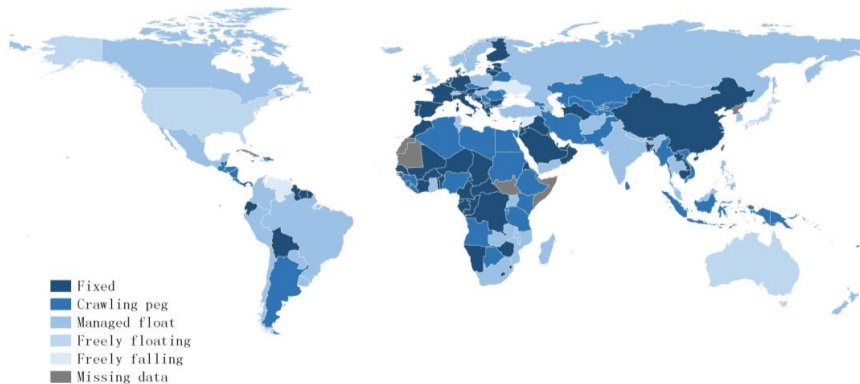 Fixed
Crawling peg
Managed float
Freely floating
Freely falling
Missing data